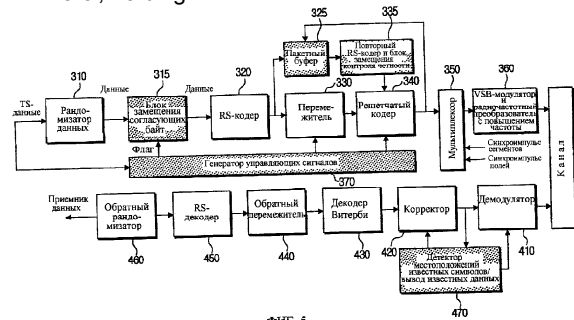 325
335
310
315
320
Пакетный
буфер
Повторный
RS-кодер и блок
замещения
контроля четности
330
340
350
360
TS-
данные
Рандо-
мизатор
данных
Данные
Блок
замещения
согласующих
байт
Данные
RS-кодер
Переме-
житель
Решетчатый
кодер
Мультиплексор
VSB-модулятор
и
радиочастотный
преобразователь
с повышением
частоты
Флаг
Генератор управляющих сигналов
370
Синхроимпульс
сегментов
Синхроимпульс
полей
Канал
Приемник
данных
Обратный
рандо-
мизатор
RS-
декодер
Обратный
перемежитель
Декодер
Витерби
Корректор
Демодулятор
460
450
440
430
420
410
Детектор
местоположений
известных символов/
вывод известных данных
470